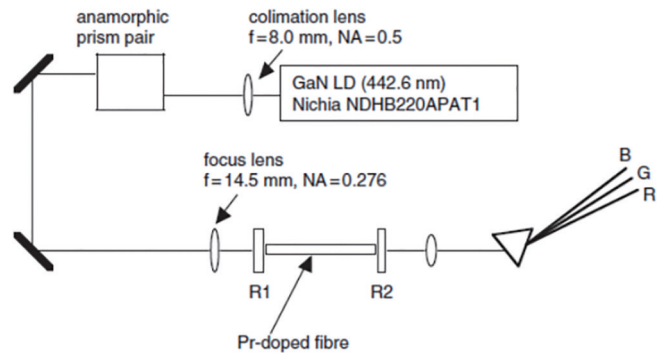 anamorphic
prism pair
colimation lens
f=8.0 mm, NA=0.5
GaN LD (442.6 nm)
Nichia NDHB220APAT1
focus lens
f=14.5 mm, NA=0.276
B
G
R
R1
R2
Pr-doped fibre